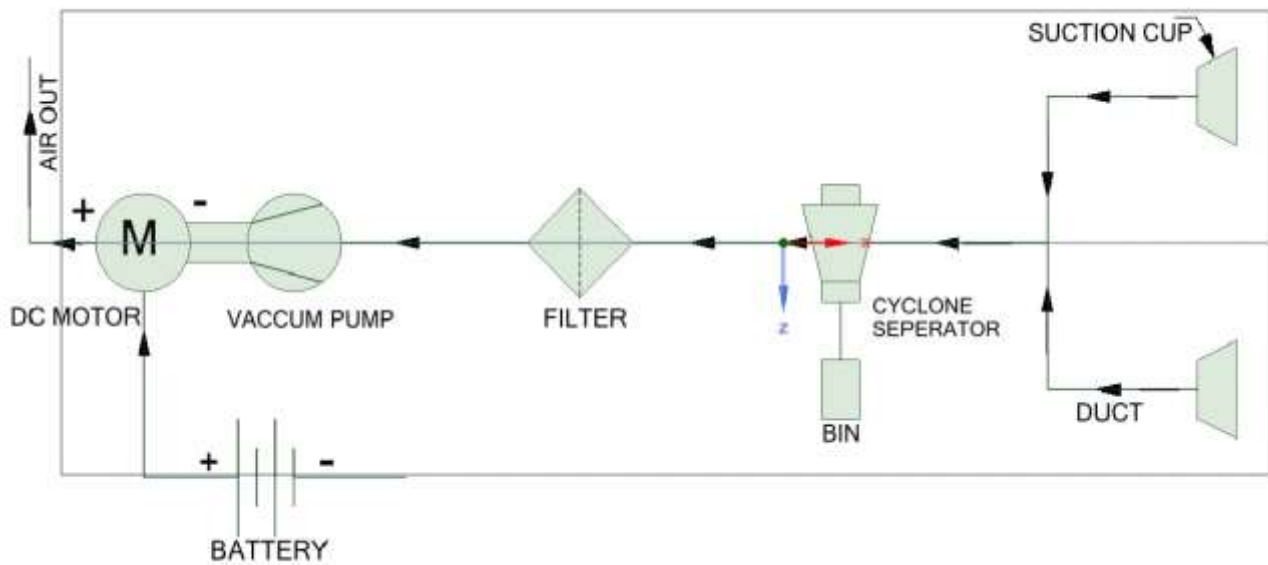 SUCTION CUP
AIR OUT
+
-
M
DC MOTOR
VACCUM PUMP
FILTER
x
z
CYCLONE
SEPERATOR
BIN
DUCT
+
-
BATTERY